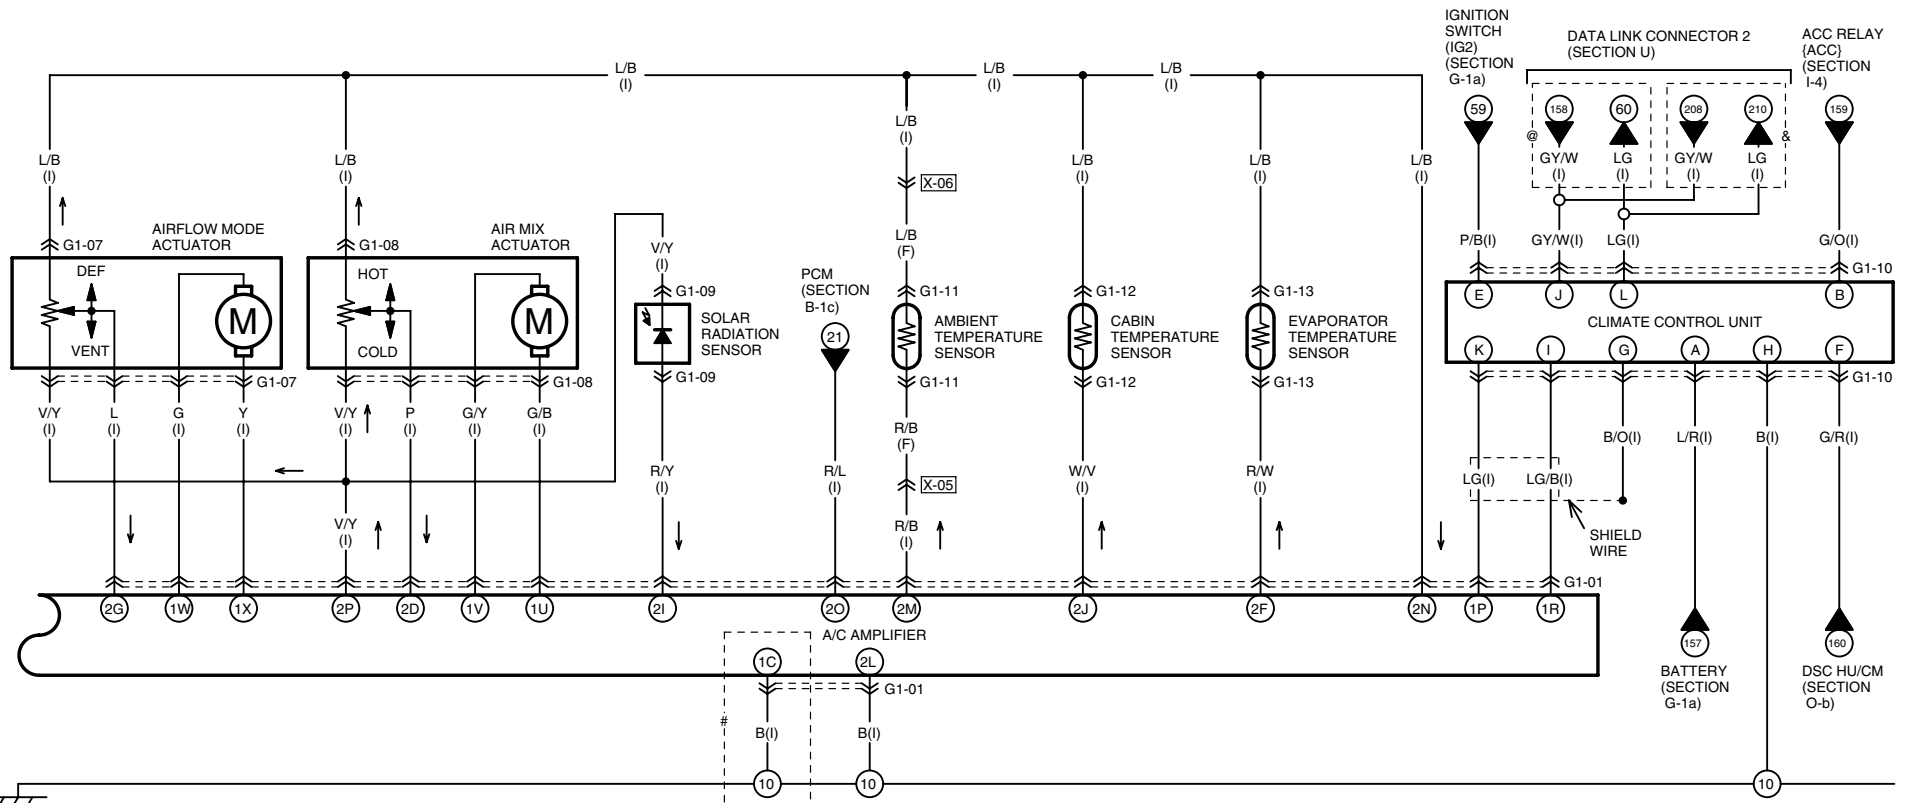 IGNITION
SWITCH
(IG2)
(SECTION
G-1a)
DATA LINK CONNECTOR 2
(SECTION U)
ACC RELAY
{ACC}
(SECTION
I-4)
L/B
(I)
L/B
(I)
L/B
(I)
59
158
60
208
210
159
@
&
L/B
(I)
GY/W
(I)
LG
(I)
GY/W
(I)
LG
(I)
L/B
(I)
L/B
(I)
L/B
(I)
L/B
(I)
L/B
(I)
X-06
AIRFLOW MODE
ACTUATOR
AIR MIX
ACTUATOR
G1-07
G1-08
V/Y
(I)
L/B
(F)
P/B(I)
GY/W(I)
LG(I)
G/O(I)
G1-10
DEF
VENT
M
HOT
COLD
M
G1-09
SOLAR
RADIATION
SENSOR
PCM
(SECTION
B-1c)
21
G1-11
AMBIENT
TEMPERATURE
SENSOR
G1-12
CABIN
TEMPERATURE
SENSOR
G1-13
EVAPORATOR
TEMPERATURE
SENSOR
E
J
L
B
CLIMATE CONTROL UNIT
K
I
G
A
H
F
G1-07
G1-08
G1-09
G1-11
G1-12
G1-13
G1-10
V/Y
(I)
L
(I)
G
(I)
Y
(I)
V/Y
(I)
P
(I)
G/Y
(I)
G/B
(I)
R/B
(F)
B/O(I)
L/R(I)
B(I)
G/R(I)
R/Y
(I)
R/L
(I)
X-05
W/V
(I)
R/W
(I)
LG(I)
LG/B(I)
V/Y
(I)
R/B
(I)
SHIELD
WIRE
G1-01
2G
1W
1X
2P
2D
1V
1U
2I
2O
2M
2J
2F
2N
1P
1R
A/C AMPLIFIER
1C
2L
G1-01
157
160
BATTERY
(SECTION
G-1a)
DSC HU/CM
(SECTION
O-b)
#
B(I)
B(I)
10
10
10